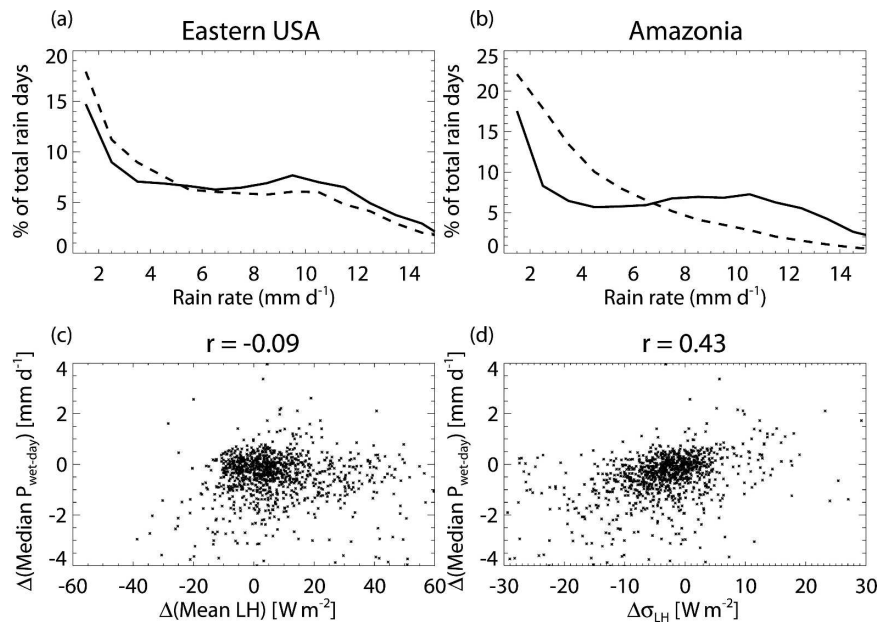 (a) Eastern USA
(b) Amazonia
20
15
10
5
0
% of total rain days
2 4 6 8 10 12 14
Rain rate (mm d⁻¹)
25
20
15
10
5
0
% of total rain days
2 4 6 8 10 12 14
Rain rate (mm d⁻¹)
(c) r = -0.09
(d) r = 0.43
4
2
0
-2
-4
Δ(Median P_wet-day) [mm d⁻¹]
-60 -40 -20 0 20 40 60
Δ(Mean LH) [W m⁻²]
4
2
0
-2
-4
Δ(Median P_wet-day) [mm d⁻¹]
-30 -20 -10 0 10 20 30
Δσ_LH [W m⁻²]